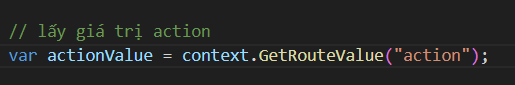 // lấy giá trị action
var actionValue = context.GetRouteValue("action");